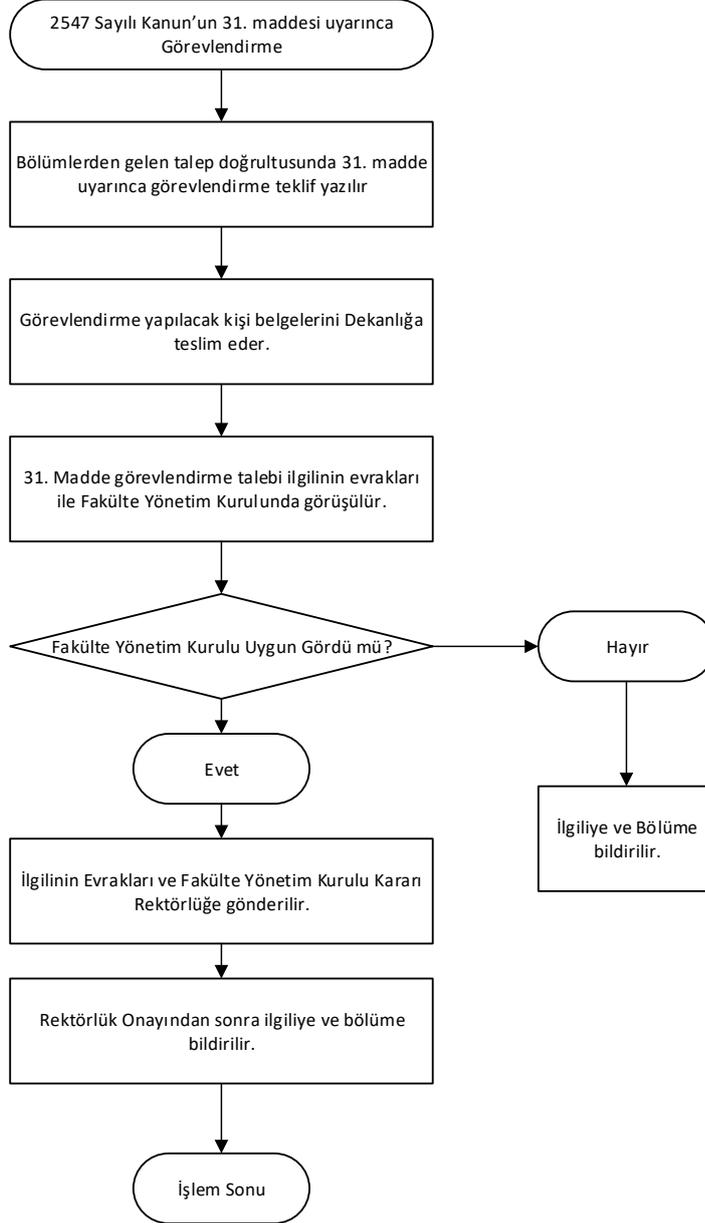 2547 Sayılı Kanun’un 31. maddesi uyarınca
Görevlendirme
Bölümlerden gelen talep doğrultusunda 31. madde
uyarınca görevlendirme teklif yazılır
Görevlendirme yapılacak kişi belgelerini Dekanlığa
teslim eder.
31. Madde görevlendirme talebi ilgilinin evrakları
ile Fakülte Yönetim Kurulunda görüşülür.
Fakülte Yönetim Kurulu Uygun Gördü mü?
Hayır
Evet
İlgiliye ve Bölüme
bildirilir.
İlgilinin Evrakları ve Fakülte Yönetim Kurulu Kararı
Rektörlüğe gönderilir.
Rektörlük Onayından sonra ilgiliye ve bölüme
bildirilir.
İşlem Sonu